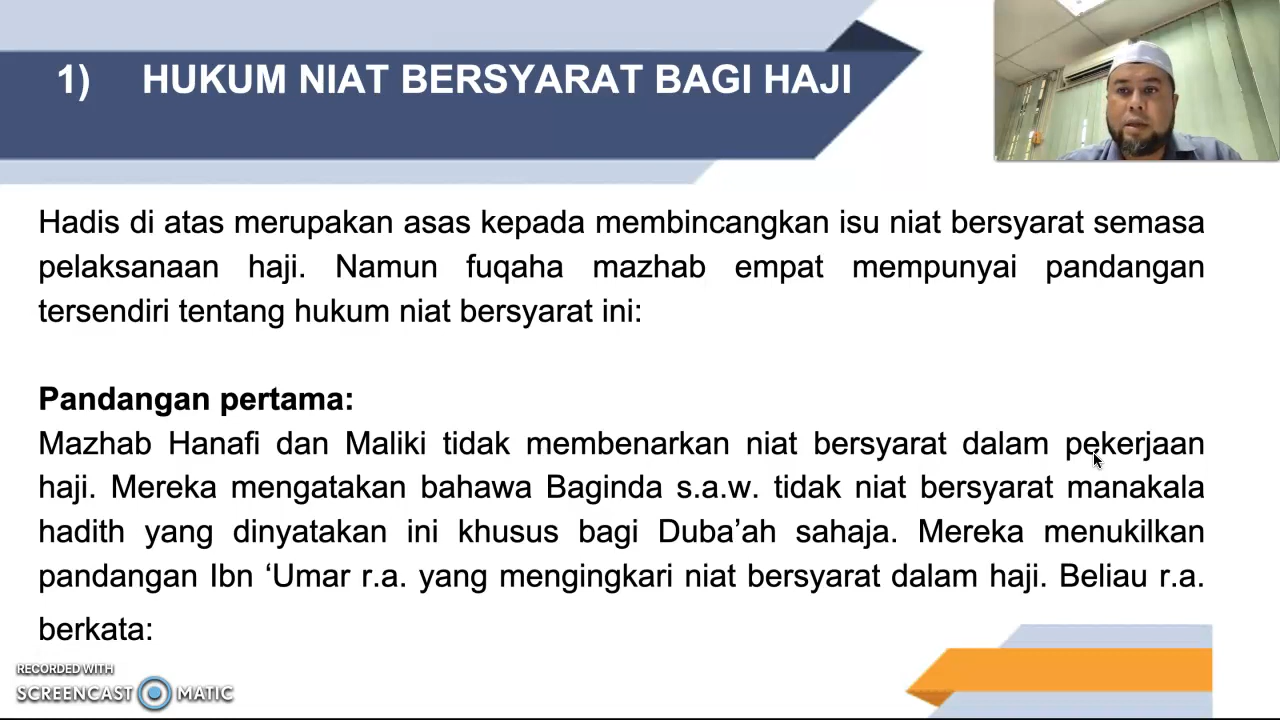 1) HUKUM NIAT BERSYARAT BAGI HAJI
Hadis di atas merupakan asas kepada membincangkan isu niat bersyarat semasa
pelaksanaan haji. Namun fuqaha mazhab empat mempunyai pandangan
tersendiri tentang hukum niat bersyarat ini:
Pandangan pertama:
Mazhab Hanafi dan Maliki tidak membenarkan niat bersyarat dalam pekerjaan
haji. Mereka mengatakan bahawa Baginda s.a.w. tidak niat bersyarat manakala
hadith yang dinyatakan ini khusus bagi Duba’ah sahaja. Mereka menukilkan
pandangan Ibn ‘Umar r.a. yang mengingkari niat bersyarat dalam haji. Beliau r.a.
berkata:
RECORDED WITH
SCREENCAST MATIC